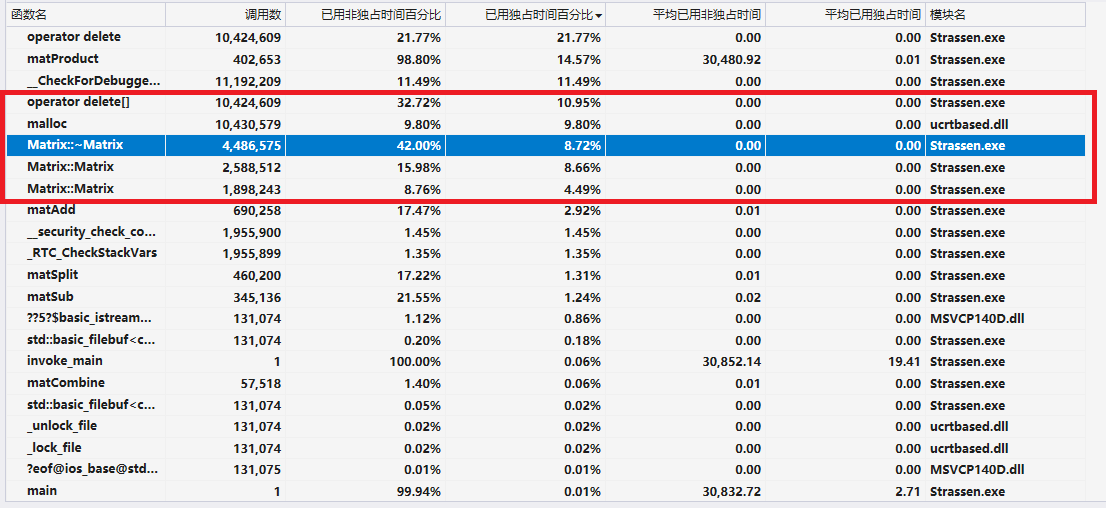 函数名 调用数 已用非独占时间百分比 已用独占时间百分比 平均已用非独占时间 平均已用独占时间 模块名
operator delete 10,424,609 21.77% 21.77% 0.00 0.00 Strassen.exe
matProduct 402,653 98.80% 14.57% 30,480.92 0.01 Strassen.exe
__CheckForDebugge... 11,192,209 11.49% 11.49% 0.00 0.00 Strassen.exe
operator delete[] 10,424,609 32.72% 10.95% 0.00 0.00 Strassen.exe
malloc 10,430,579 9.80% 9.80% 0.00 0.00 ucrtbased.dll
Matrix::~Matrix 4,486,575 42.00% 8.72% 0.00 0.00 Strassen.exe
Matrix::Matrix 2,588,512 15.98% 8.66% 0.00 0.00 Strassen.exe
Matrix::Matrix 1,898,243 8.76% 4.49% 0.00 0.00 Strassen.exe
matAdd 690,258 17.47% 2.92% 0.01 0.00 Strassen.exe
__security_check_co... 1,955,900 1.45% 1.45% 0.00 0.00 Strassen.exe
_RTC_CheckStackVars 1,955,899 1.35% 1.35% 0.00 0.00 Strassen.exe
matSplit 460,200 17.22% 1.31% 0.01 0.00 Strassen.exe
matSub 345,136 21.55% 1.24% 0.02 0.00 Strassen.exe
??5?$basic_istream... 131,074 1.12% 0.86% 0.00 0.00 MSVCP140D.dll
std::basic_filebuf<c... 131,074 0.20% 0.18% 0.00 0.00 Strassen.exe
invoke_main 1 100.00% 0.06% 30,852.14 19.41 Strassen.exe
matCombine 57,518 1.40% 0.06% 0.01 0.00 Strassen.exe
std::basic_filebuf<c... 131,074 0.05% 0.02% 0.00 0.00 Strassen.exe
_unlock_file 131,074 0.02% 0.02% 0.00 0.00 ucrtbased.dll
_lock_file 131,074 0.02% 0.02% 0.00 0.00 ucrtbased.dll
?eof@ios_base@std... 131,075 0.01% 0.01% 0.00 0.00 MSVCP140D.dll
main 1 99.94% 0.01% 30,832.72 2.71 Strassen.exe